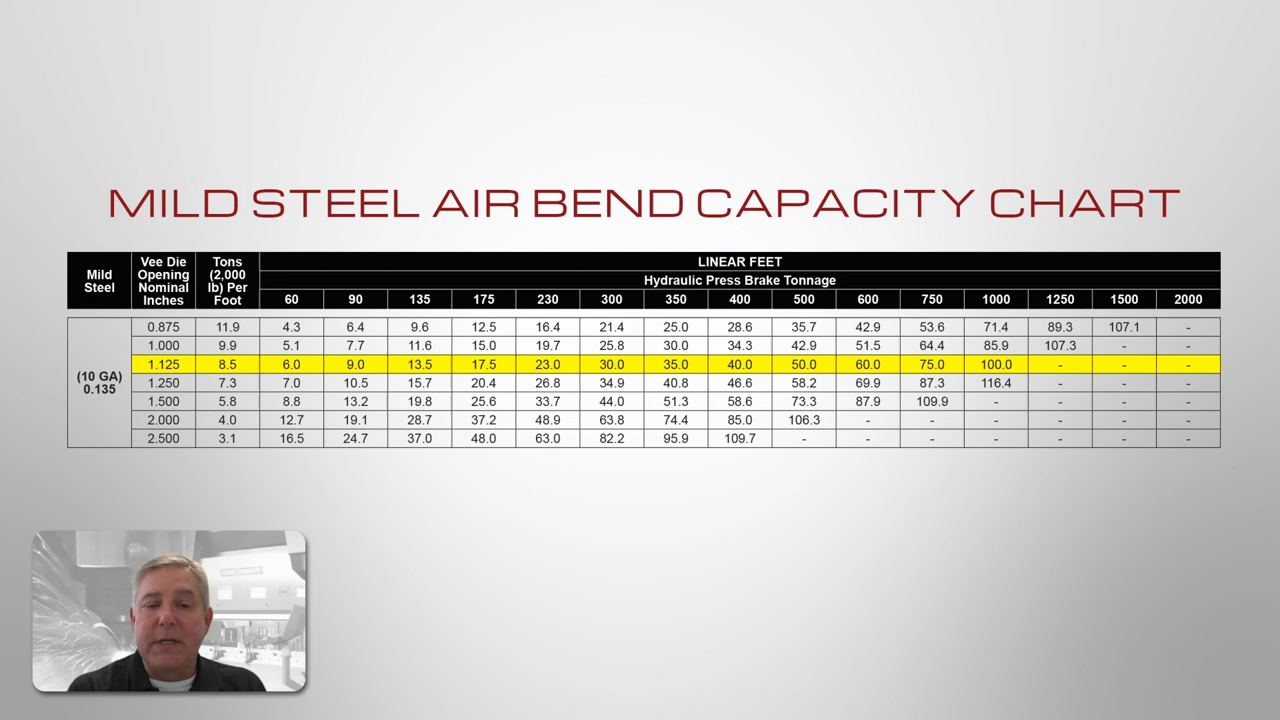 MILD STEEL AIR BEND CAPACITY CHART
Mild Steel | Vee Die Opening Nominal Inches | Tons (2,000 lb) Per Foot | LINEAR FEET
Hydraulic Press Brake Tonnage
60 90 135 175 230 300 350 400 500 600 750 1000 1250 1500 2000
(10 GA) 0.135
0.875 11.9 4.3 6.4 9.6 12.5 16.4 21.4 25.0 28.6 35.7 42.9 53.6 71.4 89.3 107.1 -
1.000 9.9 5.1 7.7 11.6 15.0 19.7 25.8 30.0 34.3 42.9 51.5 64.4 85.9 107.3 - -
1.125 8.5 6.0 9.0 13.5 17.5 23.0 30.0 35.0 40.0 50.0 60.0 75.0 100.0 - - -
1.250 7.3 7.0 10.5 15.7 20.4 26.8 34.9 40.8 46.6 58.2 69.9 87.3 116.4 - - -
1.500 5.8 8.8 13.2 19.8 25.6 33.7 44.0 51.3 58.6 73.3 87.9 109.9 - - - -
2.000 4.0 12.7 19.1 28.7 37.2 48.9 63.8 74.4 85.0 106.3 - - - - - -
2.500 3.1 16.5 24.7 37.0 48.0 63.0 82.2 95.9 109.7 - - - - - - -